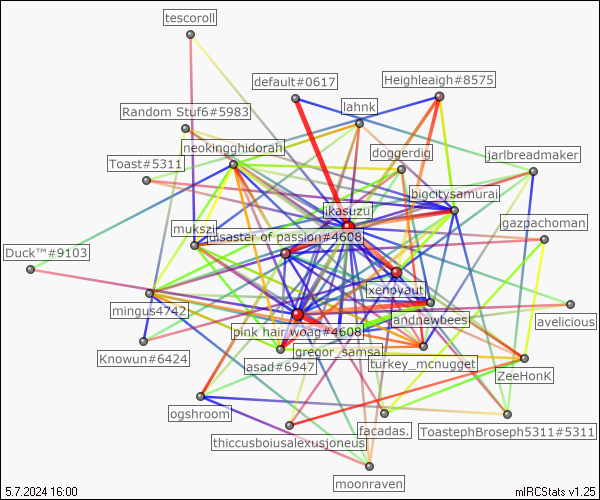 tescoroll
default#0617
Heighleigh#8575
Random Stuf6#5983
lahnk
neokingghidorah
doggerdig
Toast#5311
jarlbreadmaker
bigcitysamurai
ikasuzu
gazpachoman
mukszi
disaster of passion#4608
Duck™#9103
xenoyaut
mingus4742
andnewbees
avelicious
pink hair woag#4608
Knowun#6424
gregor_samsa
asad#6947
turkey_mcnugget
ZeeHonK
ogshroom
facadas.
ToastephBroseph5311#5311
thiccusboiusalexusjoneus
moonraven
5.7.2024 16:00
mIRCStats v1.25